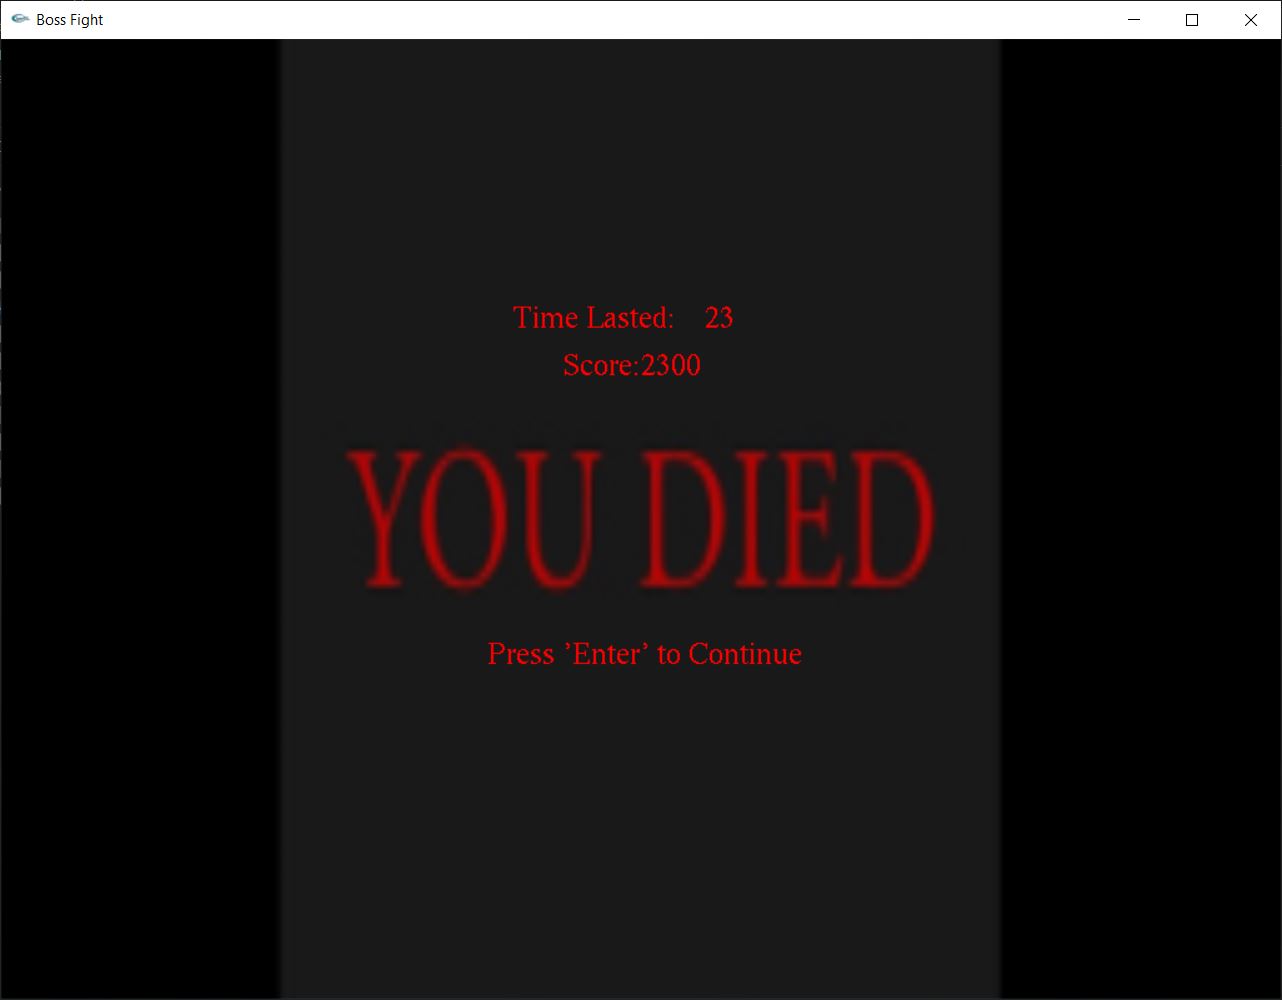 Boss Fight
Time Lasted: 23
Score:2300
YOU DIED
Press 'Enter' to Continue